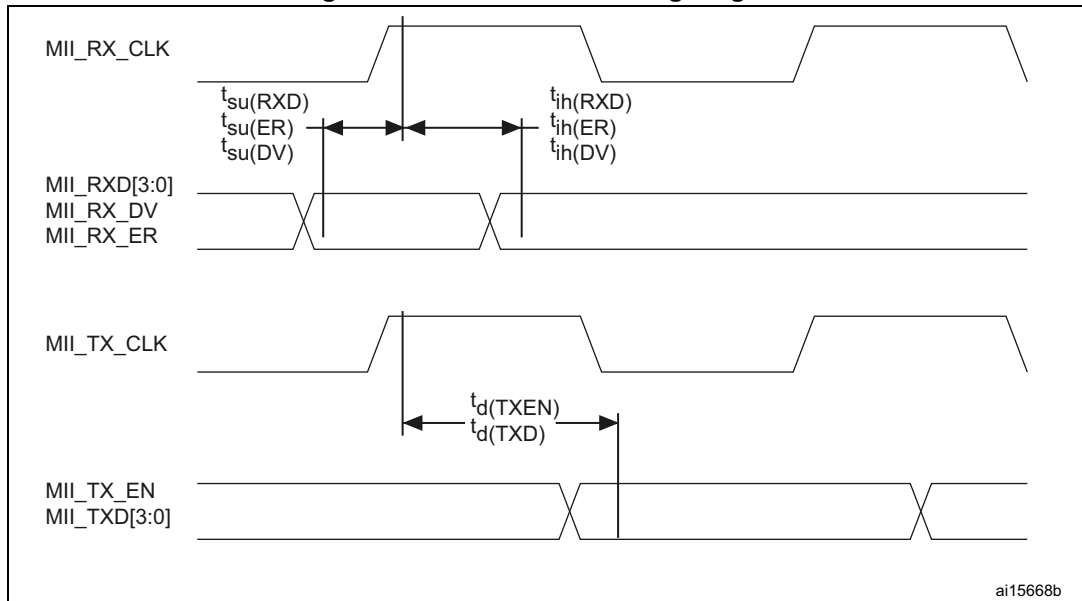 MII_RX_CLK
tsu(RXD)
tsu(ER)
tsu(DV)
tih(RXD)
tih(ER)
tih(DV)
MII_RXD[3:0]
MII_RX_DV
MII_RX_ER
MII_TX_CLK
td(TXEN)
td(TXD)
MII_TX_EN
MII_TXD[3:0]
ai15668b